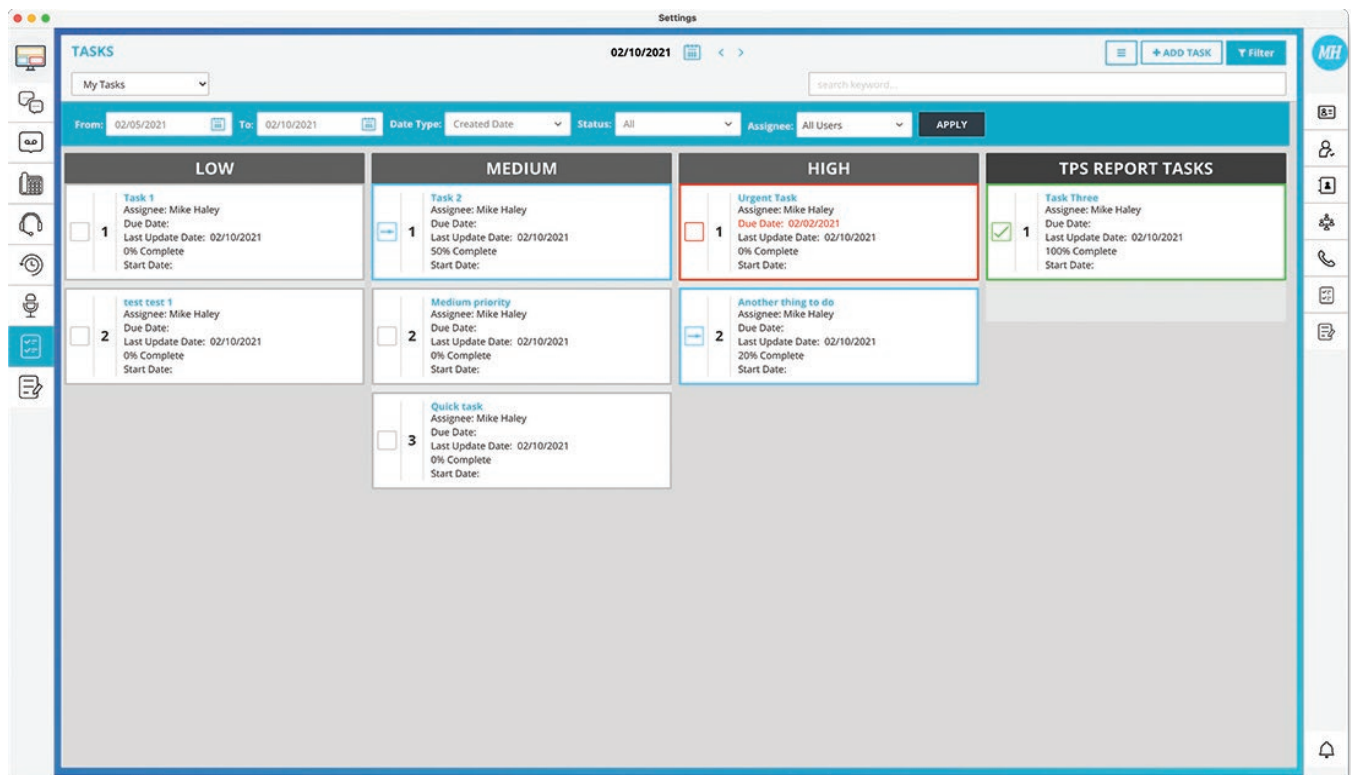 Settings
TASKS
02/10/2021
< >
+ ADD TASK
Filter
MH
My Tasks
search keyword...
From: 02/05/2021 To: 02/10/2021 Date Type: Created Date Status: All Assignee: All Users APPLY
LOW
1
Task 1
Assignee: Mike Haley
Due Date:
Last Update Date: 02/10/2021
0% Complete
Start Date:
2
test test 1
Assignee: Mike Haley
Due Date:
Last Update Date: 02/10/2021
0% Complete
Start Date:
MEDIUM
1
Task 2
Assignee: Mike Haley
Due Date:
Last Update Date: 02/10/2021
50% Complete
Start Date:
2
Medium priority
Assignee: Mike Haley
Due Date:
Last Update Date: 02/10/2021
0% Complete
Start Date:
3
Quick task
Assignee: Mike Haley
Due Date:
Last Update Date: 02/10/2021
0% Complete
Start Date:
HIGH
1
Urgent Task
Assignee: Mike Haley
Due Date: 02/02/2021
Last Update Date: 02/10/2021
0% Complete
Start Date:
2
Another thing to do
Assignee: Mike Haley
Due Date:
Last Update Date: 02/10/2021
20% Complete
Start Date:
TPS REPORT TASKS
1
Task Three
Assignee: Mike Haley
Due Date:
Last Update Date: 02/10/2021
100% Complete
Start Date: